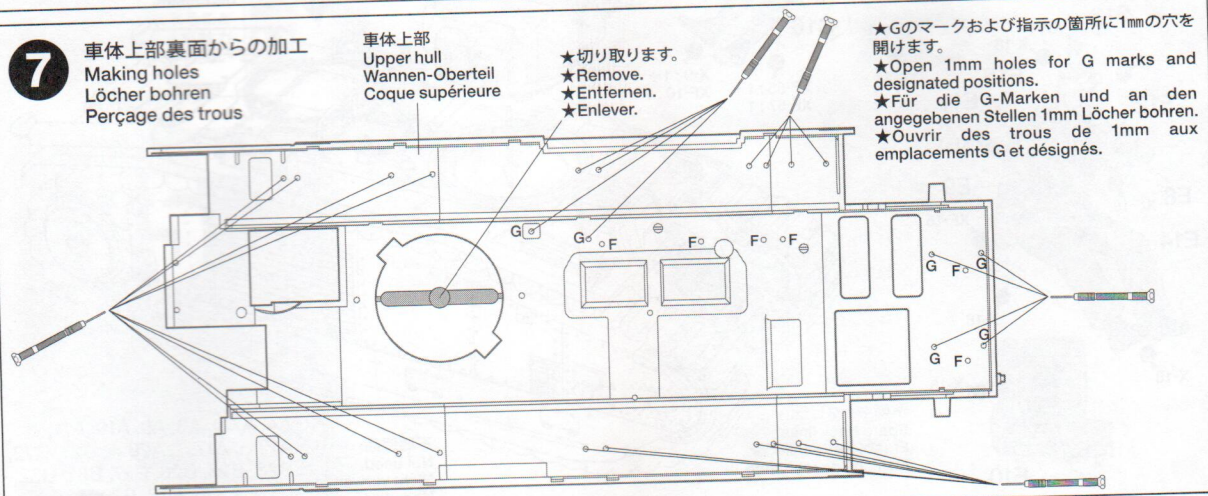 7
車体上部裏面からの加工
Making holes
Löcher bohren
Perçage des trous
車体上部
Upper hull
Wannen-Oberteil
Coque supérieure
★切り取ります。
★Remove.
★Entfernen.
★Enlever.
★Gのマークおよび指示の箇所に1mmの穴を
開けます。
★Open 1mm holes for G marks and
designated positions.
★Für die G-Marken und an den
angegebenen Stellen 1mm Löcher bohren.
★Ouvrir des trous de 1mm aux
emplacements G et désignés.
G G F F F F
G F G
G F G